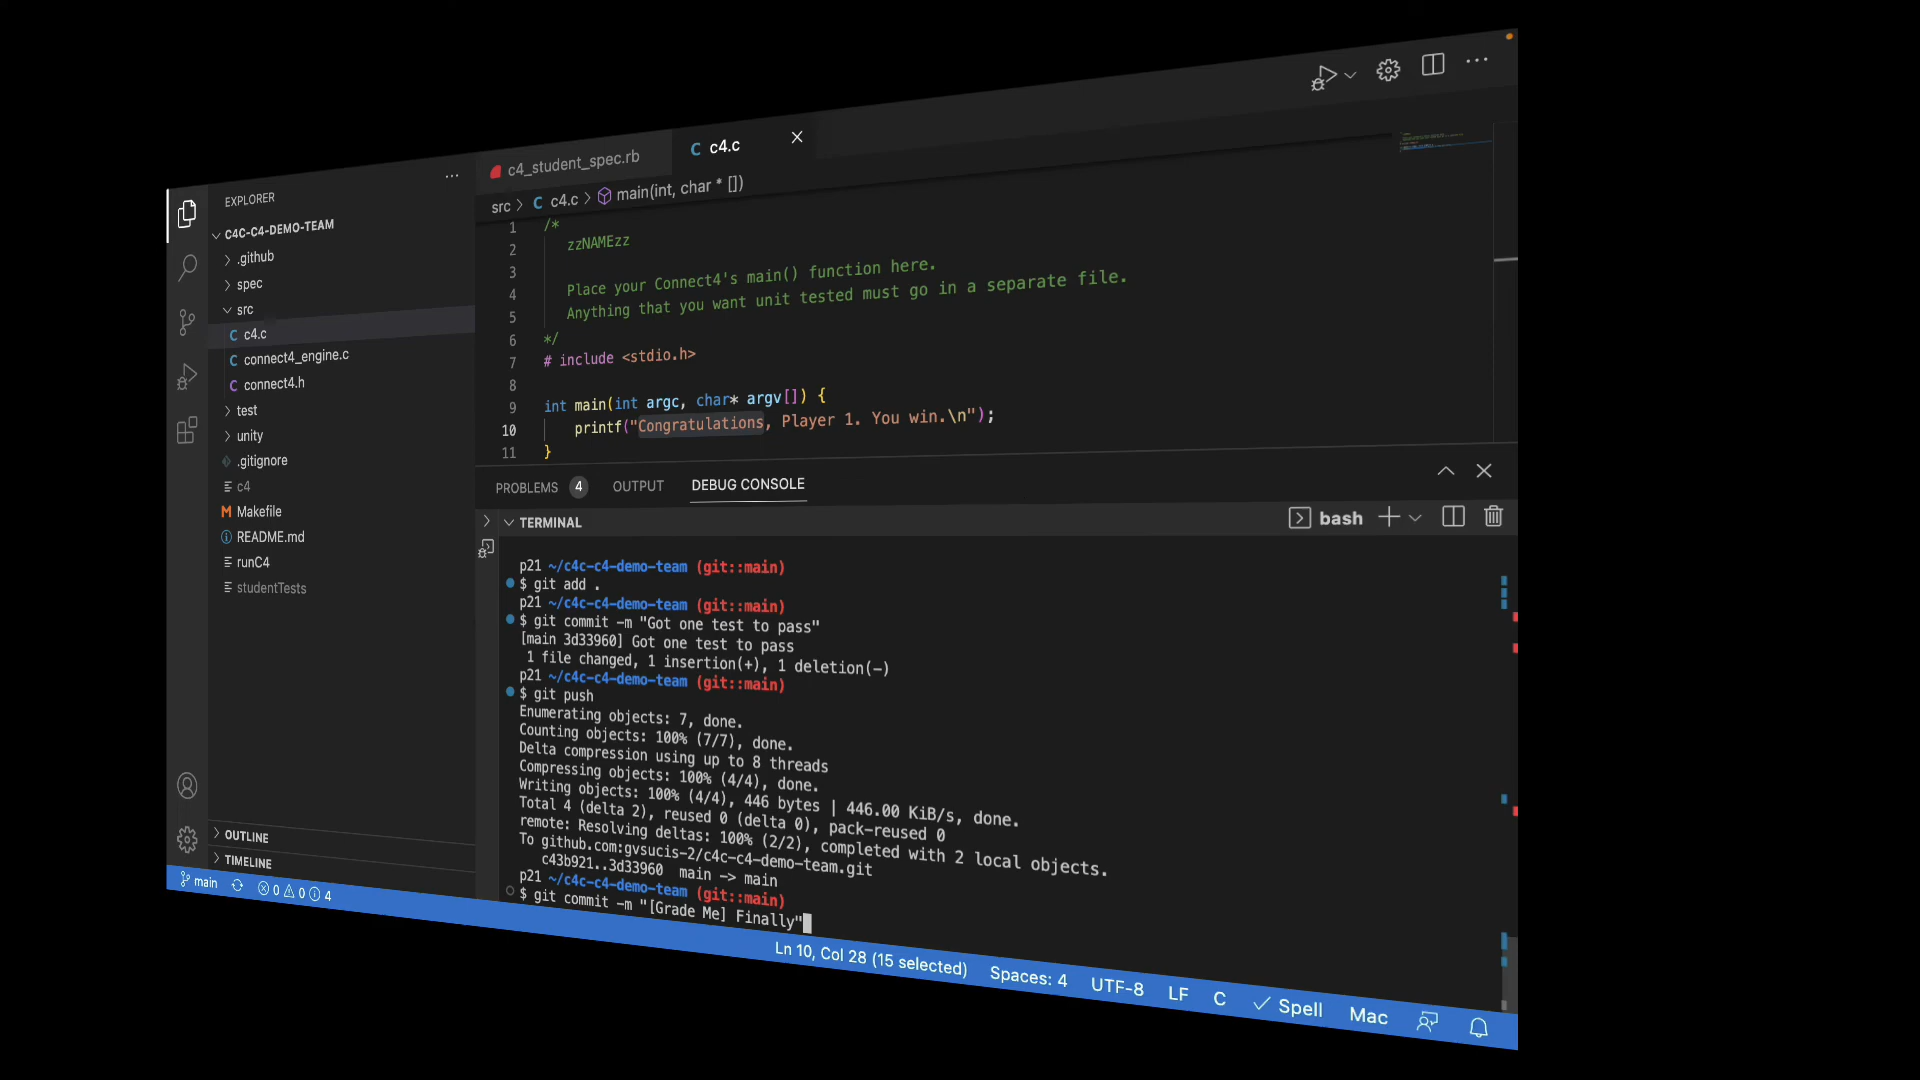 EXPLORER
C4C-C4-DEMO-TEAM
.github
spec
src
C c4.c
C connect4_engine.c
C connect4.h
test
unity
.gitignore
c4
M Makefile
README.md
runC4
studentTests
OUTLINE
TIMELINE
c4_student_spec.rb
C c4.c
src > C c4.c > main(int, char * [])
1 /*
2 zzNAMEzz
3
4 Place your Connect4's main() function here.
5 Anything that you want unit tested must go in a separate file.
6 */
7 # include <stdio.h>
8
9 int main(int argc, char* argv[]) {
10 printf("Congratulations, Player 1. You win.\n");
11 }
PROBLEMS 4 OUTPUT DEBUG CONSOLE
TERMINAL
bash
p21 ~/c4c-c4-demo-team (git::main)
$ git add .
p21 ~/c4c-c4-demo-team (git::main)
$ git commit -m "Got one test to pass"
[main 3d33960] Got one test to pass
1 file changed, 1 insertion(+), 1 deletion(-)
p21 ~/c4c-c4-demo-team (git::main)
$ git push
Enumerating objects: 7, done.
Counting objects: 100% (7/7), done.
Delta compression using up to 8 threads
Compressing objects: 100% (4/4), done.
Writing objects: 100% (4/4), 446 bytes | 446.00 KiB/s, done.
Total 4 (delta 2), reused 0 (delta 0), pack-reused 0
remote: Resolving deltas: 100% (2/2), completed with 2 local objects.
To github.com:gvsucis-2/c4c-c4-demo-team.git
c43b921..3d33960 main -> main
p21 ~/c4c-c4-demo-team (git::main)
$ git commit -m "[Grade Me] Finally"
main 0 0 4
Ln 10, Col 28 (15 selected) Spaces: 4 UTF-8 LF C Spell Mac